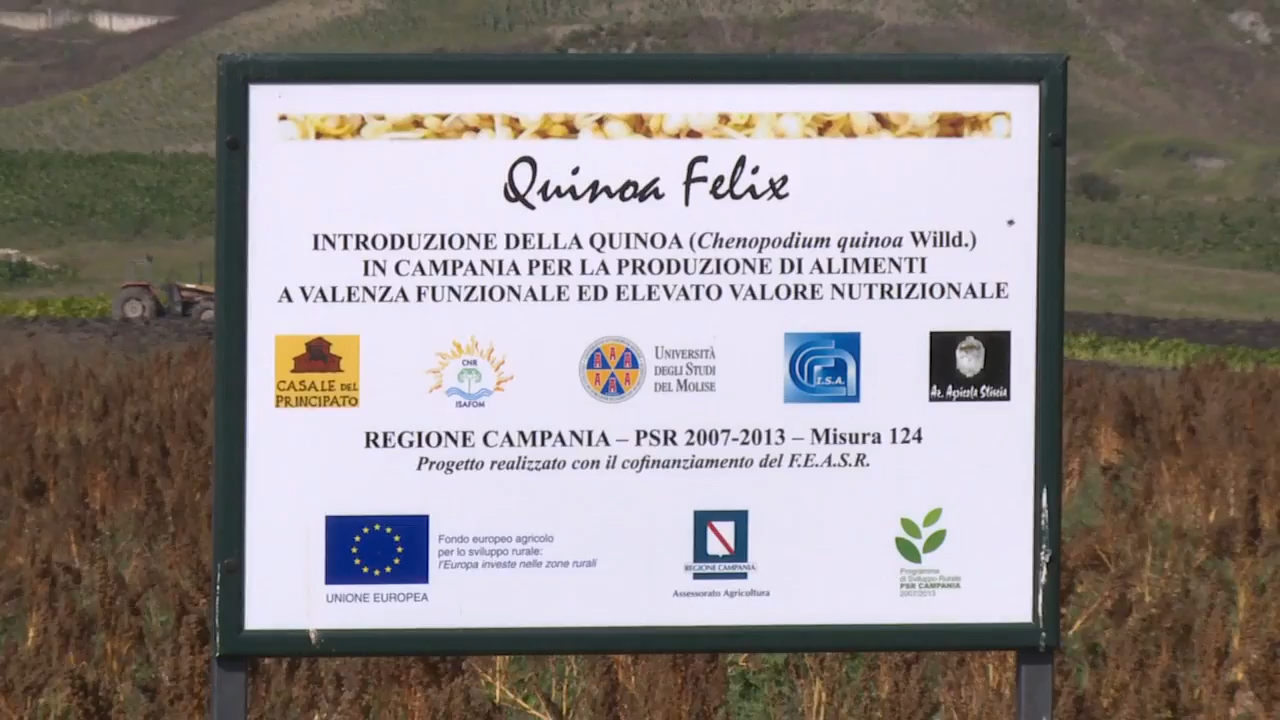 Quinoa Felix
INTRODUZIONE DELLA QUINOA (Chenopodium quinoa Willd.)
IN CAMPANIA PER LA PRODUZIONE DI ALIMENTI
A VALENZA FUNZIONALE ED ELEVATO VALORE NUTRIZIONALE
CASALE DEL
PRINCIPATO
CNR
ISAFOM
UNIVERSITÀ
DEGLI STUDI
DEL MOLISE
I.S.A.
Az. Agricola Stiscia
REGIONE CAMPANIA – PSR 2007-2013 – Misura 124
Progetto realizzato con il cofinanziamento del F.E.A.S.R.
UNIONE EUROPEA
Fondo europeo agricolo
per lo sviluppo rurale:
l'Europa investe nelle zone rurali
REGIONE CAMPANIA
Assessorato Agricoltura
Programma
di Sviluppo Rurale
PSR CAMPANIA
2007/2013